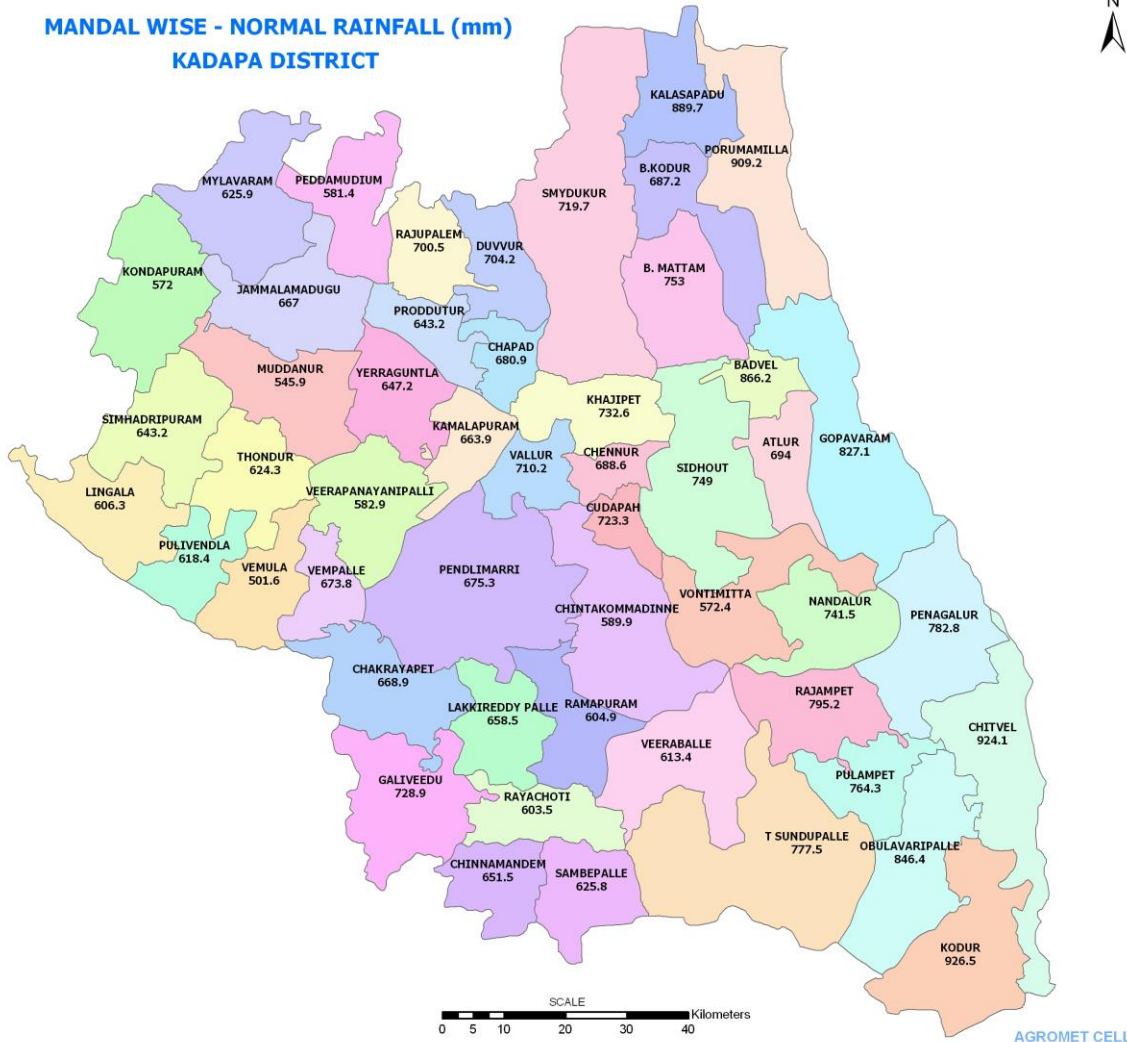 MANDAL WISE - NORMAL RAINFALL (mm)
KADAPA DISTRICT
N
KALASAPADU
889.7
PORUMAMILLA
909.2
B.KODUR
687.2
SMYDUKUR
719.7
MYLAVARAM
625.9
PEDDAMUDIUM
581.4
RAJUPALEM
700.5
DUVVUR
704.2
KONDAPURAM
572
JAMMALAMADUGU
667
B. MATTAM
753
PRODDUTUR
643.2
CHAPAD
680.9
MUDDANUR
545.9
YERRAGUNTLA
647.2
BADVEL
866.2
KHAJIPET
732.6
SIMHADRIPURAM
643.2
KAMALAPURAM
663.9
THONDUR
624.3
VALLUR
710.2
CHENNUR
688.6
SIDHOUT
749
ATLUR
694
GOPAVARAM
827.1
LINGALA
606.3
VEERAPANAYANIPALLI
582.9
CUDAPAH
723.3
PULIVENDLA
618.4
VEMULA
501.6
VEMPALLE
673.8
PENDLIMARRI
675.3
CHINTAKOMMADINNE
589.9
VONTIMITTA
572.4
NANDALUR
741.5
PENAGALUR
782.8
CHAKRAYAPET
668.9
LAKKIREDDY PALLE
658.5
RAMAPURAM
604.9
RAJAMPET
795.2
CHITVEL
924.1
VEERABALLE
613.4
GALIVEEDU
728.9
RAYACHOTI
603.5
PULAMPET
764.3
T SUNDUPALLE
777.5
OBULAVARIPALLE
846.4
CHINNAMANDEM
651.5
SAMBEPALLE
625.8
KODUR
926.5
SCALE
Kilometers
0 5 10 20 30 40
AGROMET CELL